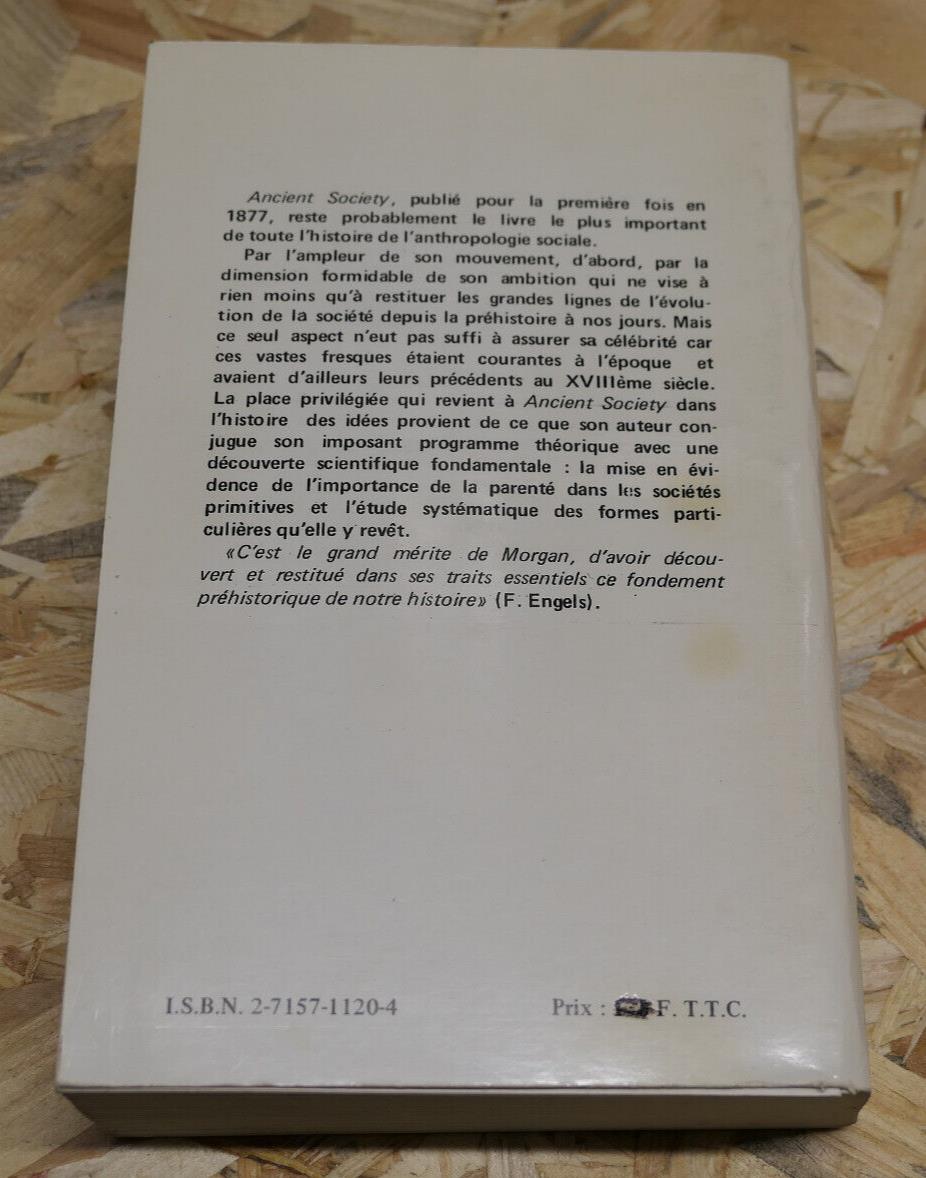 Ancient Society, publié pour la première fois en
1877, reste probablement le livre le plus important
de toute l'histoire de l'anthropologie sociale.
Par l'ampleur de son mouvement, d'abord, par la
dimension formidable de son ambition qui ne vise à
rien moins qu'à restituer les grandes lignes de l'évolu-
tion de la société depuis la préhistoire à nos jours. Mais
ce seul aspect n'eut pas suffi à assurer sa célébrité car
ces vastes fresques étaient courantes à l'époque et
avaient d'ailleurs leurs précédents au XVIIIème siècle.
La place privilégiée qui revient à Ancient Society dans
l'histoire des idées provient de ce que son auteur con-
jugue son imposant programme théorique avec une
découverte scientifique fondamentale : la mise en évi-
dence de l'importance de la parenté dans les sociétés
primitives et l'étude systématique des formes parti-
culières qu'elle y revêt.
«C'est le grand mérite de Morgan, d'avoir décou-
vert et restitué dans ses traits essentiels ce fondement
préhistorique de notre histoire» (F. Engels).
I.S.B.N. 2-7157-1120-4
Prix : F. T.T.C.